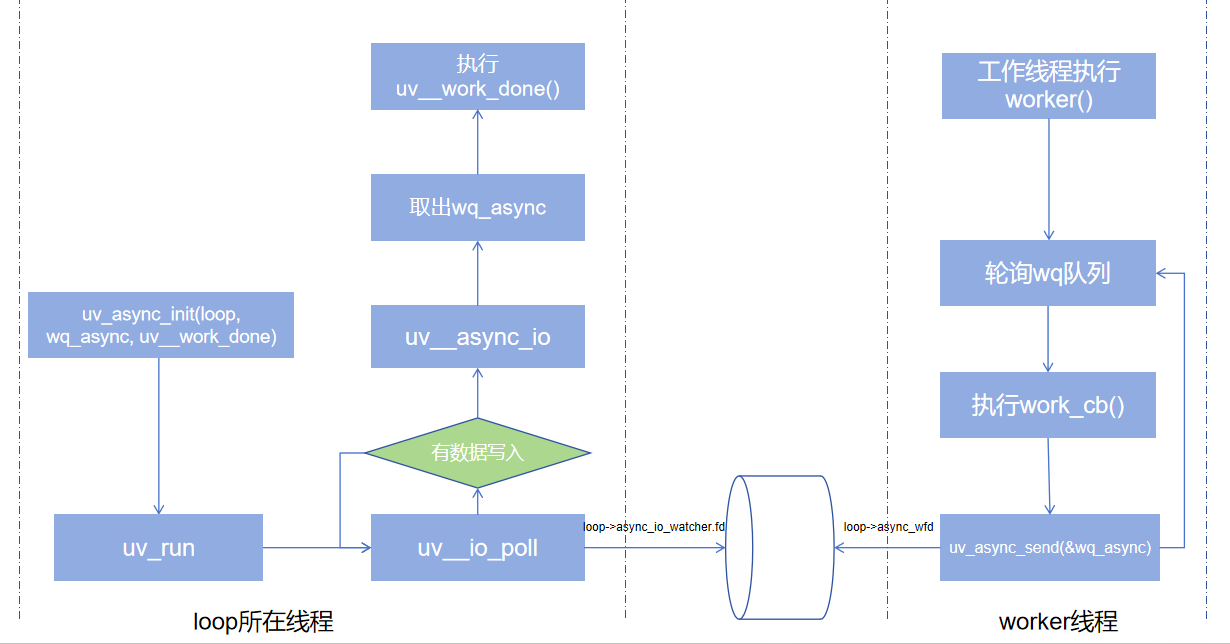 执行
uv__work_done()
取出wq_async
uv__async_io
有数据写入
uv_async_init(loop,
wq_async, uv__work_done)
uv_run
uv__io_poll
loop->async_io_watcher.fd
loop->async_wfd
工作线程执行
worker()
轮询wq队列
执行work_cb()
uv_async_send(&wq_async)
loop所在线程
worker线程